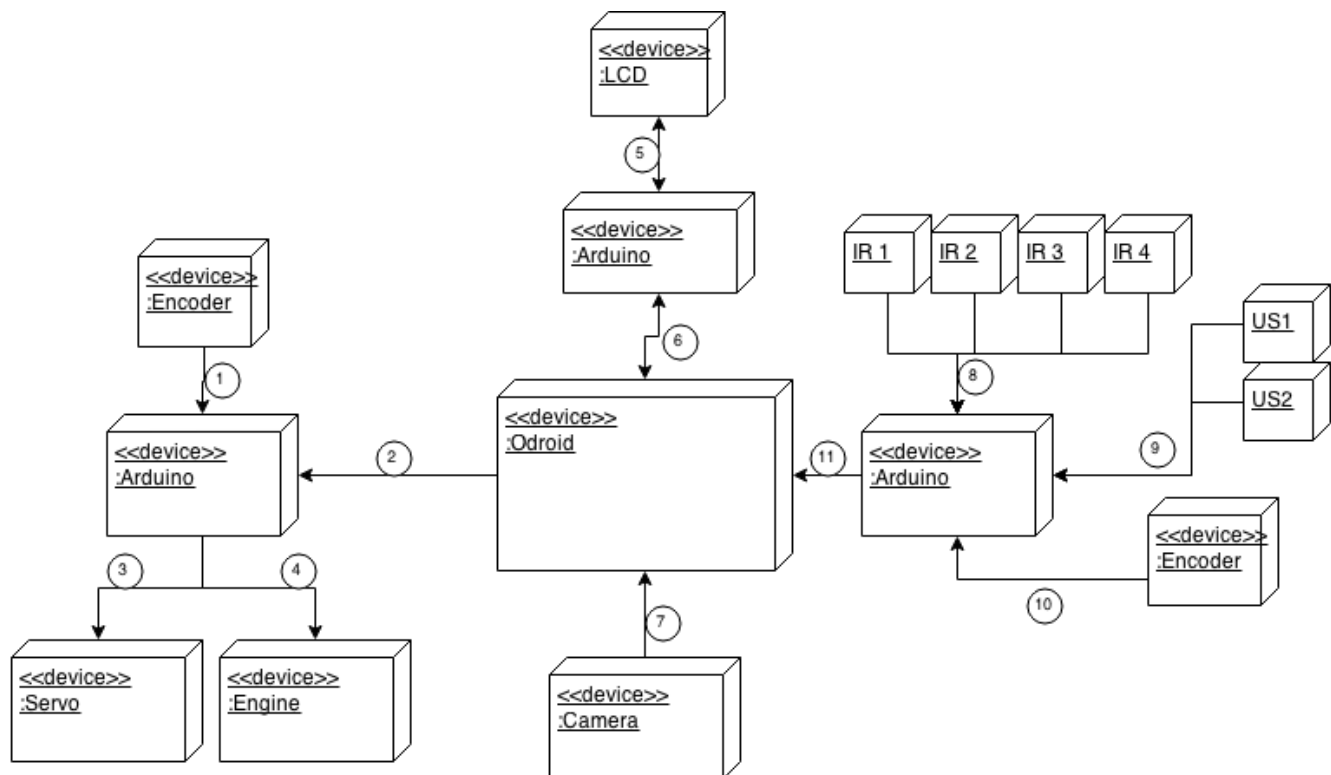 <<device>>
:LCD
5
<<device>>
:Arduino
6
IR 1
IR 2
IR 3
IR 4
8
US1
US2
9
<<device>>
:Encoder
1
<<device>>
:Arduino
2
<<device>>
:Odroid
11
<<device>>
:Arduino
<<device>>
:Encoder
10
3
4
7
<<device>>
:Servo
<<device>>
:Engine
<<device>>
:Camera